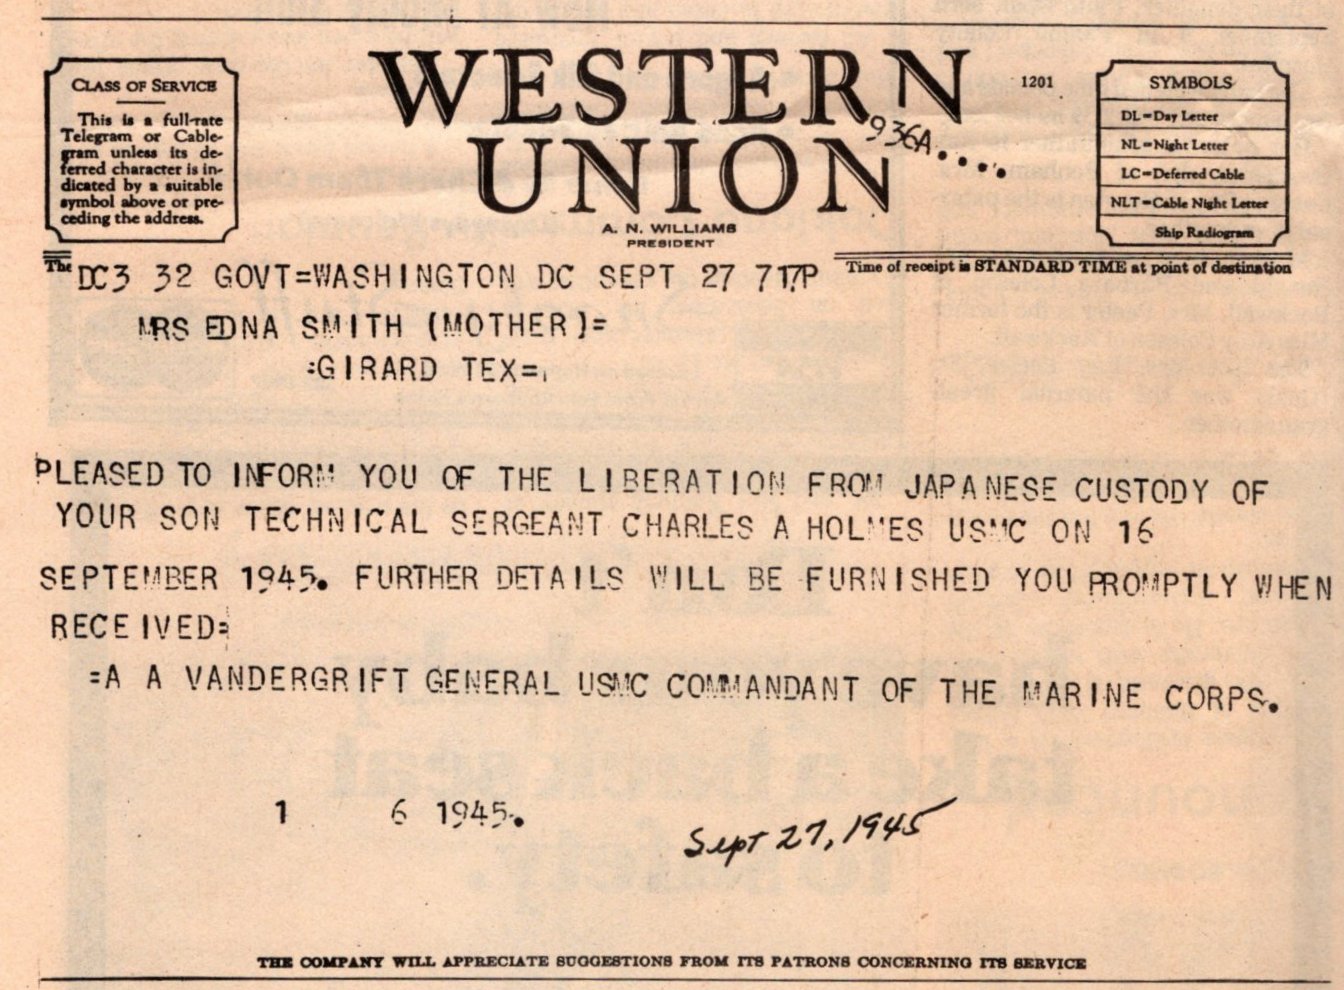 WESTERN
UNION
1201
936A....
A. N. WILLIAMS
PRESIDENT
CLASS OF SERVICE
This is a full-rate
Telegram or Cable-
gram unless its de-
ferred character is in-
dicated by a suitable
symbol above or pre-
ceding the address.
SYMBOLS
DL=Day Letter
NL=Night Letter
LC=Deferred Cable
NLT=Cable Night Letter
Ship Radiogram
The
Time of receipt is STANDARD TIME at point of destination
DC3 32 GOVT=WASHINGTON DC SEPT 27 717P
MRS EDNA SMITH (MOTHER)=
:GIRARD TEX=
PLEASED TO INFORM YOU OF THE LIBERATION FROM JAPANESE CUSTODY OF
YOUR SON TECHNICAL SERGEANT CHARLES A HOLMES USMC ON 16
SEPTEMBER 1945. FURTHER DETAILS WILL BE FURNISHED YOU PROMPTLY WHEN
RECEIVED=
=A A VANDERGRIFT GENERAL USMC COMMANDANT OF THE MARINE CORPS.
1 6 1945.
Sept 27, 1945
THE COMPANY WILL APPRECIATE SUGGESTIONS FROM ITS PATRONS CONCERNING ITS SERVICE